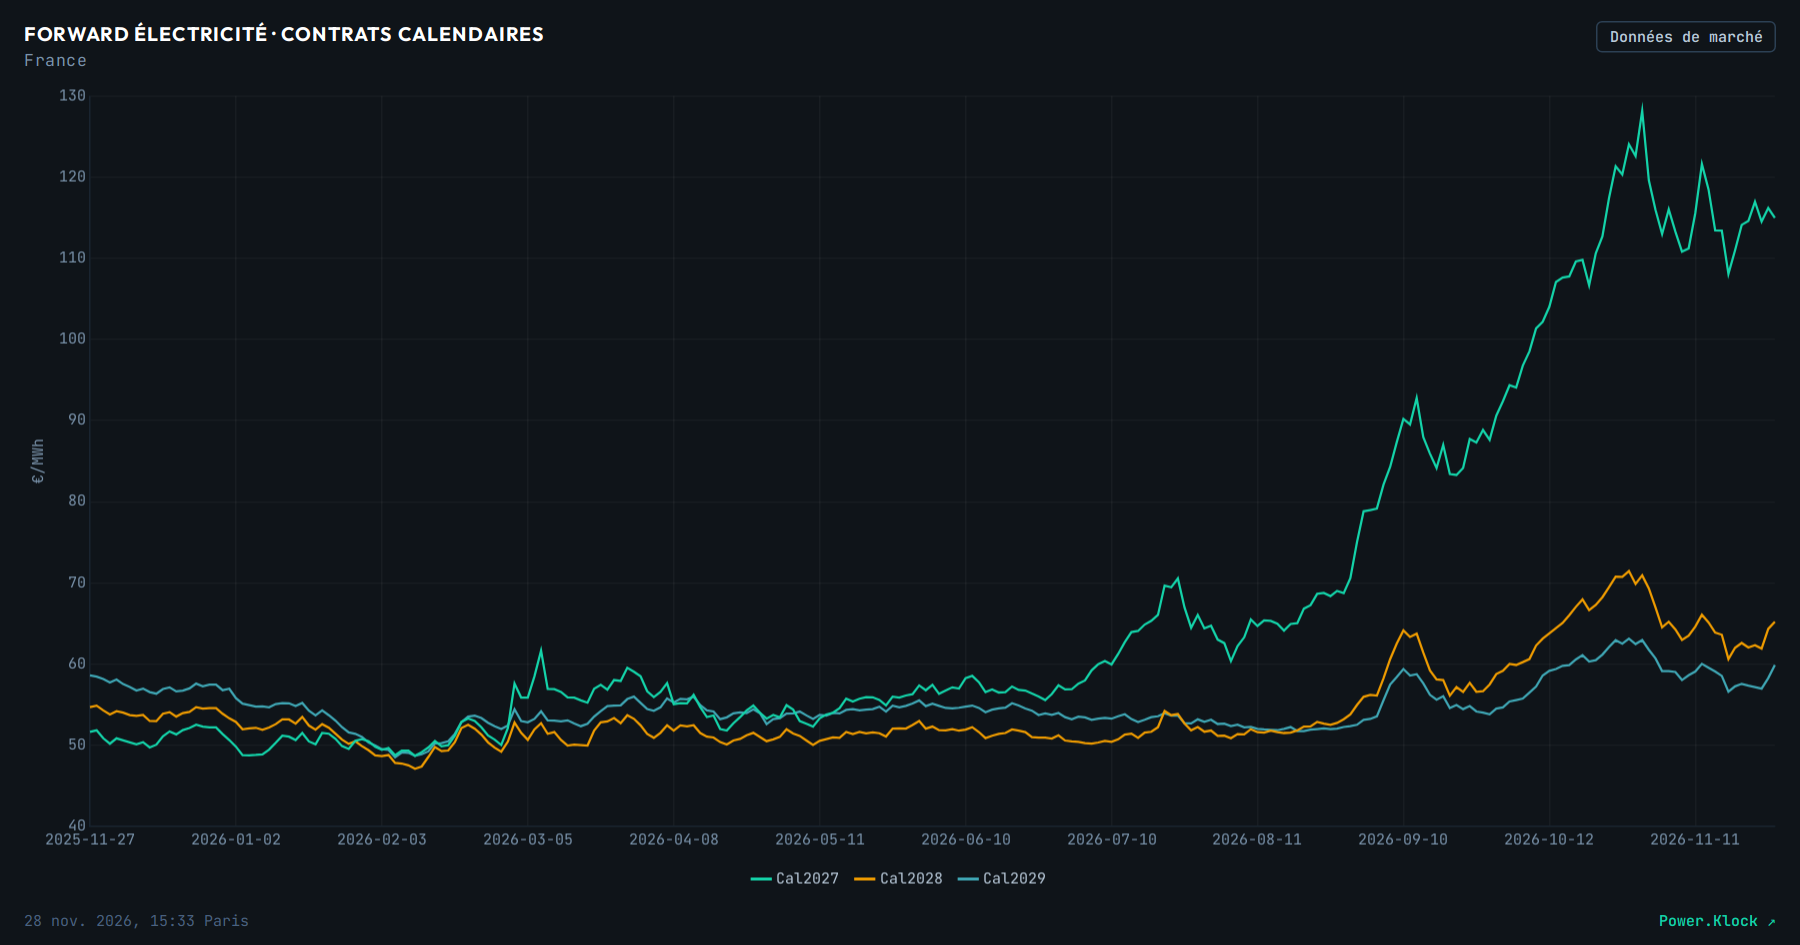 FORWARD ÉLECTRICITÉ · CONTRATS CALENDAIRES
France
Données de marché
€/MWh
130
120
110
100
90
80
70
60
50
40
2025-11-27 2026-01-02 2026-02-03 2026-03-05 2026-04-08 2026-05-11 2026-06-10 2026-07-10 2026-08-11 2026-09-10 2026-10-12 2026-11-11
Cal2027 Cal2028 Cal2029
28 nov. 2026, 15:33 Paris
Power.Klock ↗